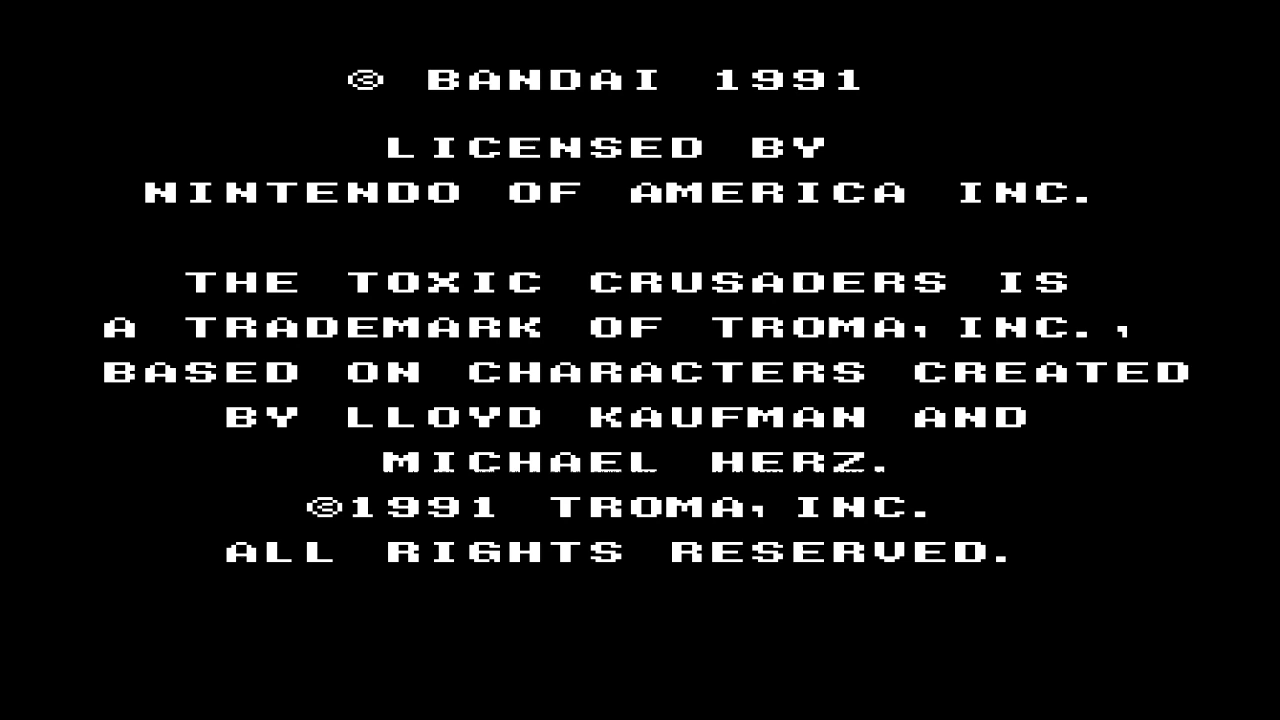 © BANDAI 1991
LICENSED BY
NINTENDO OF AMERICA INC.
THE TOXIC CRUSADERS IS
A TRADEMARK OF TROMA, INC.,
BASED ON CHARACTERS CREATED
BY LLOYD KAUFMAN AND
MICHAEL HERZ.
©1991 TROMA, INC.
ALL RIGHTS RESERVED.